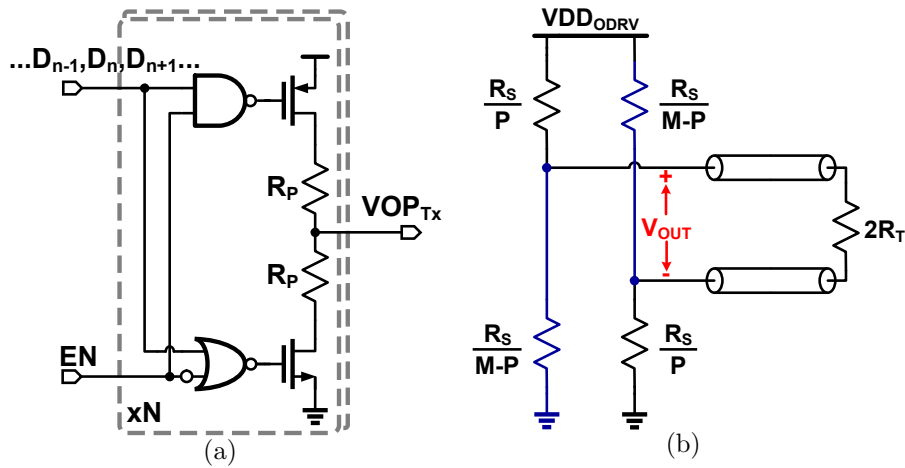 ...Dn-1,Dn,Dn+1...
RP
VOPTx
RP
EN
xN
(a)
VDDODRV
RS
P
RS
M-P
+
VOUT
-
2RT
RS
M-P
RS
P
(b)